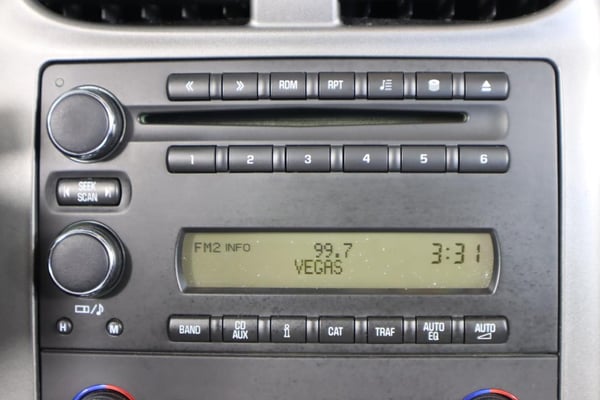 « » RDM RPT
1 2 3 4 5 6
SEEK
SCAN
FM2 INFO 99.7 3:31
VEGAS
H M
BAND CD AUX i CAT TRAF AUTO EQ AUTO